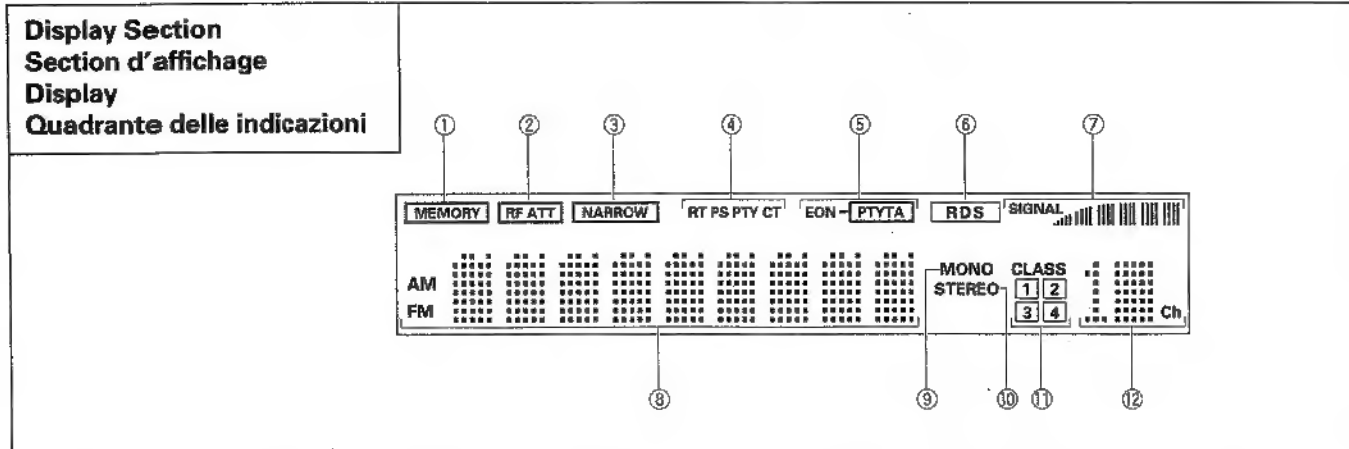 Display Section
Section d'affichage
Display
Quadrante delle indicazioni
① ② ③ ④ ⑤ ⑥ ⑦
MEMORY RF ATT NARROW RT PS PTY CT EON PTYTA RDS SIGNAL
AM MONO CLASS
STEREO 1 2
FM 3 4 Ch
⑧ ⑨ ⑩ ⑪ ⑫